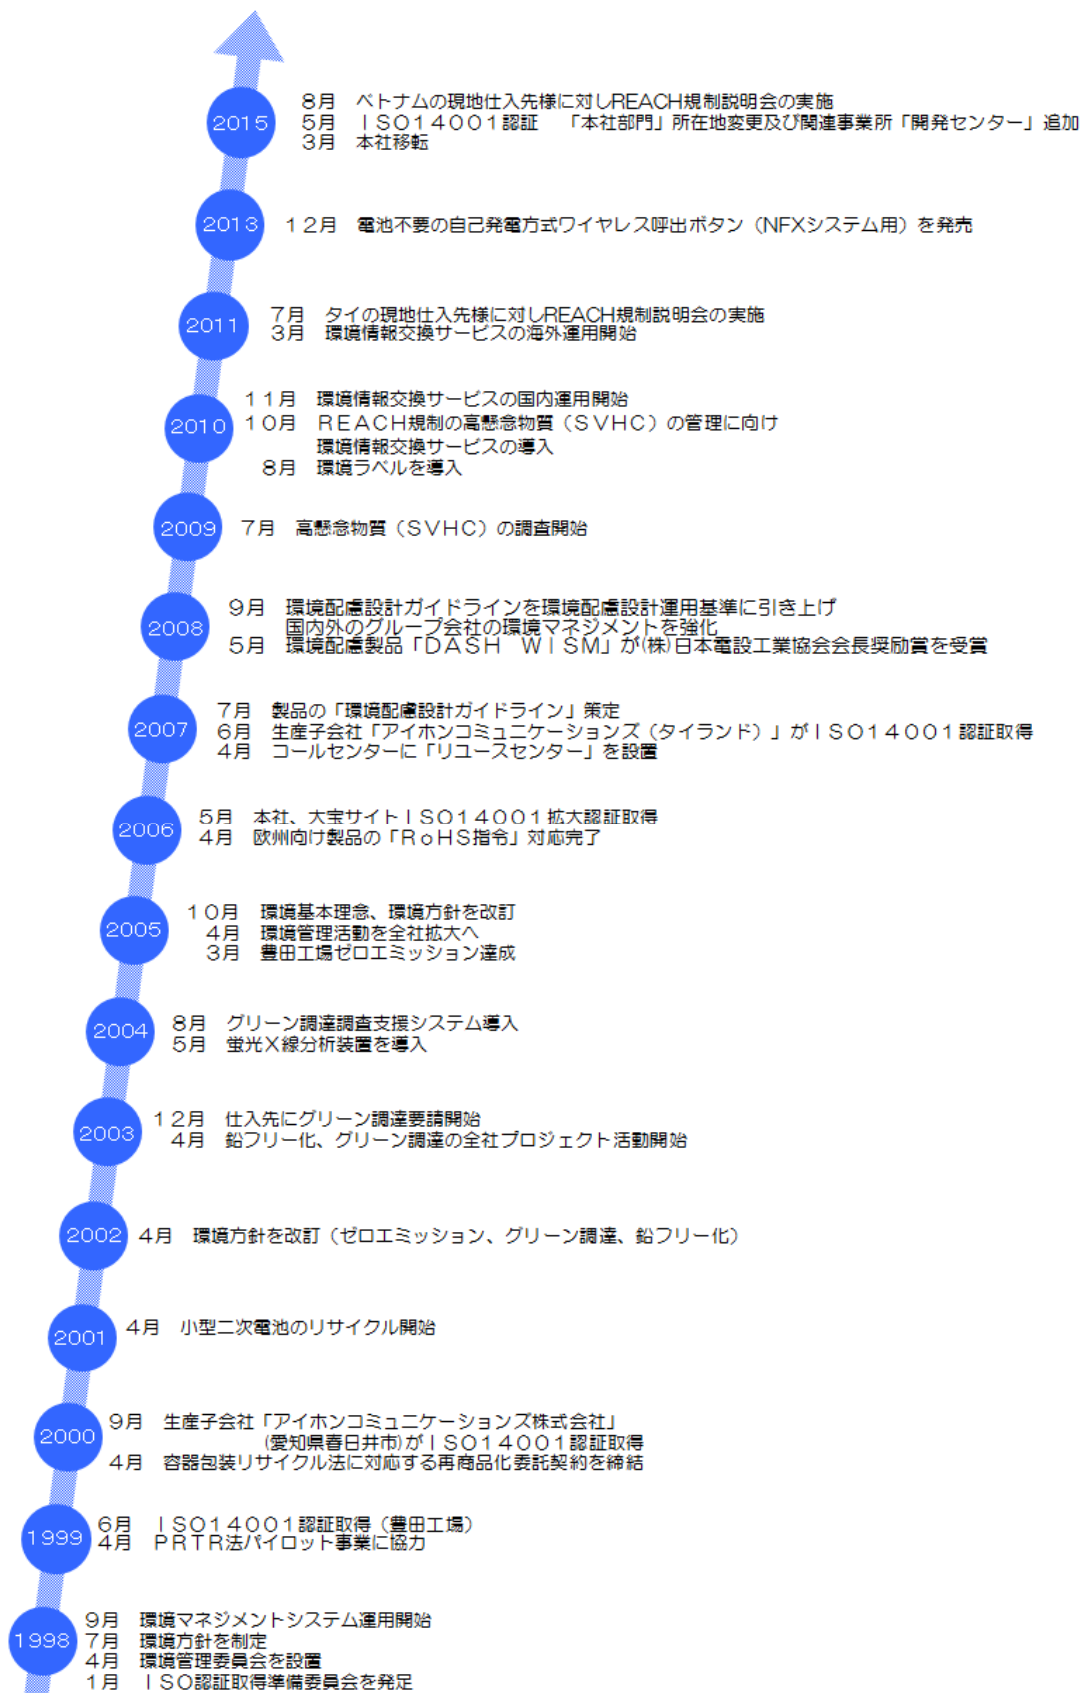 2015
8月 ベトナムの現地仕入先様に対しREACH規制説明会の実施
5月 ISO14001認証 「本社部門」所在地変更及び関連事業所「開発センター」追加
3月 本社移転
2013
12月 電池不要の自己発電方式ワイヤレス呼出ボタン（NFXシステム用）を発売
2011
7月 タイの現地仕入先様に対しREACH規制説明会の実施
3月 環境情報交換サービスの海外運用開始
2010
11月 環境情報交換サービスの国内運用開始
10月 REACH規制の高懸念物質（SVHC）の管理に向け
環境情報交換サービスの導入
8月 環境ラベルを導入
2009
7月 高懸念物質（SVHC）の調査開始
2008
9月 環境配慮設計ガイドラインを環境配慮設計運用基準に引き上げ
国内外のグループ会社の環境マネジメントを強化
5月 環境配慮製品「DASH WISM」が(株)日本電設工業協会会長奨励賞を受賞
2007
7月 製品の「環境配慮設計ガイドライン」策定
6月 生産子会社「アイホンコミュニケーションズ（タイランド）」がISO14001認証取得
4月 コールセンターに「リユースセンター」を設置
2006
5月 本社、大宝サイトISO14001拡大認証取得
4月 欧州向け製品の「RoHS指令」対応完了
2005
10月 環境基本理念、環境方針を改訂
4月 環境管理活動を全社拡大へ
3月 豊田工場ゼロエミッション達成
2004
8月 グリーン調達調査支援システム導入
5月 蛍光X線分析装置を導入
2003
12月 仕入先にグリーン調達要請開始
4月 鉛フリー化、グリーン調達の全社プロジェクト活動開始
2002
4月 環境方針を改訂（ゼロエミッション、グリーン調達、鉛フリー化）
2001
4月 小型二次電池のリサイクル開始
2000
9月 生産子会社「アイホンコミュニケーションズ株式会社」
(愛知県春日井市)がISO14001認証取得
4月 容器包装リサイクル法に対応する再商品化委託契約を締結
1999
6月 ISO14001認証取得（豊田工場）
4月 PRTR法パイロット事業に協力
1998
9月 環境マネジメントシステム運用開始
7月 環境方針を制定
4月 環境管理委員会を設置
1月 ISO認証取得準備委員会を発足